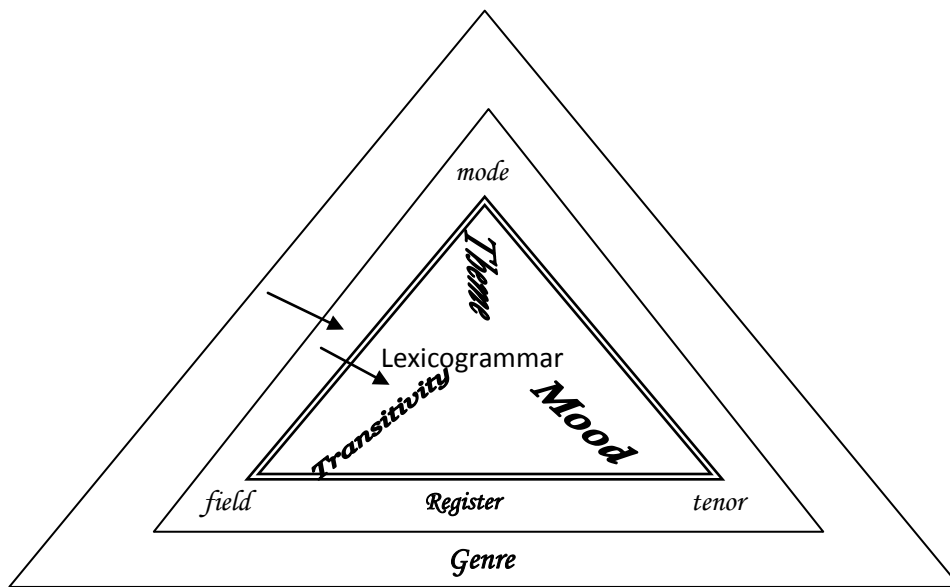 mode
Theme
Lexicogrammar
Transitivity
Mood
field
Register
tenor
Genre